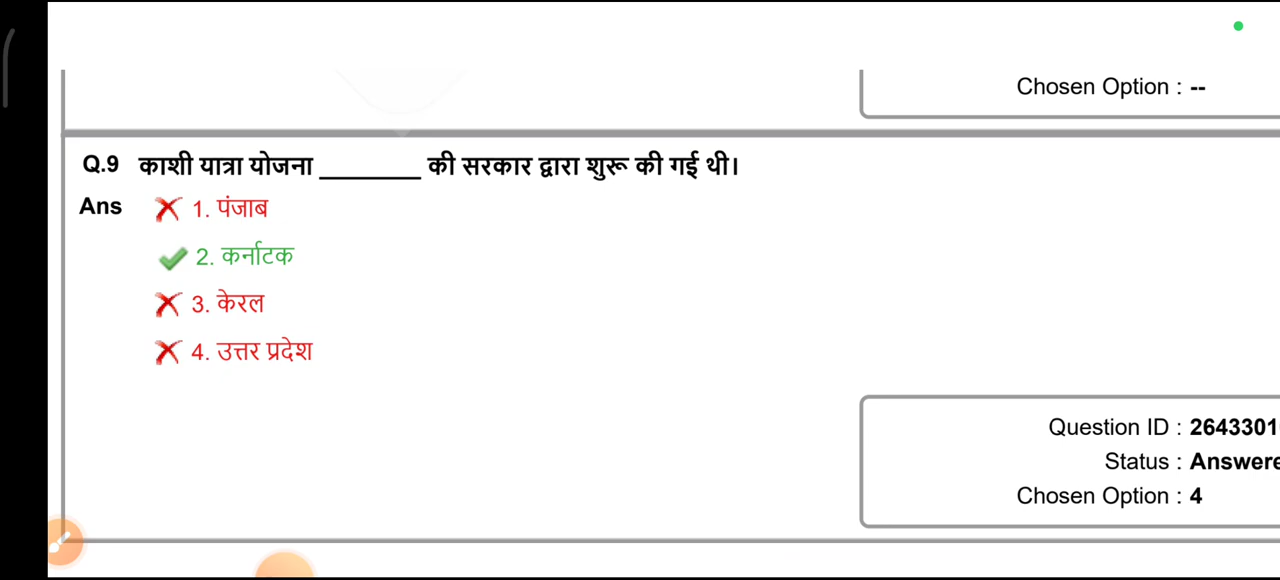 Chosen Option : --
Q.9 काशी यात्रा योजना ________ की सरकार द्वारा शुरू की गई थी।
Ans 1. पंजाब
2. कर्नाटक
3. केरल
4. उत्तर प्रदेश
Question ID : 2643301
Status : Answere
Chosen Option : 4